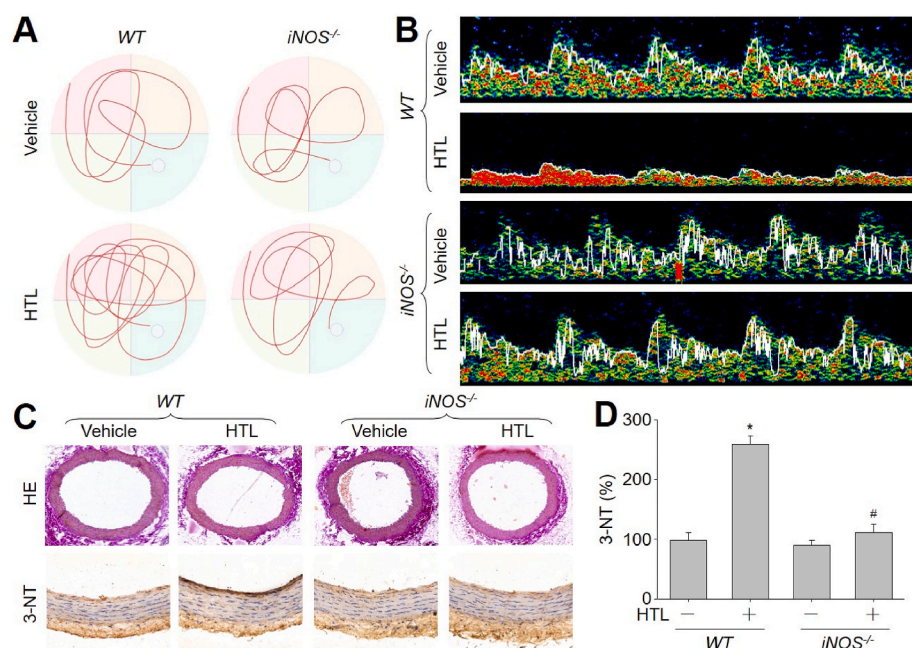 A
WT
iNOS-/-
Vehicle
HTL
B
WT
Vehicle
HTL
iNOS-/-
Vehicle
HTL
C
WT
iNOS-/-
Vehicle
HTL
Vehicle
HTL
HE
3-NT
D
3-NT (%)
300
200
100
0
*
#
HTL — + — +
WT
iNOS-/-